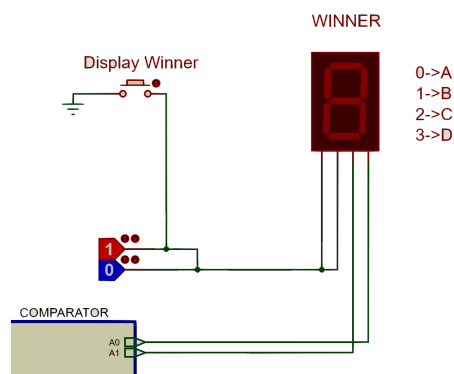 WINNER
Display Winner
0->A
1->B
2->C
3->D
1
0
COMPARATOR
A0
A1